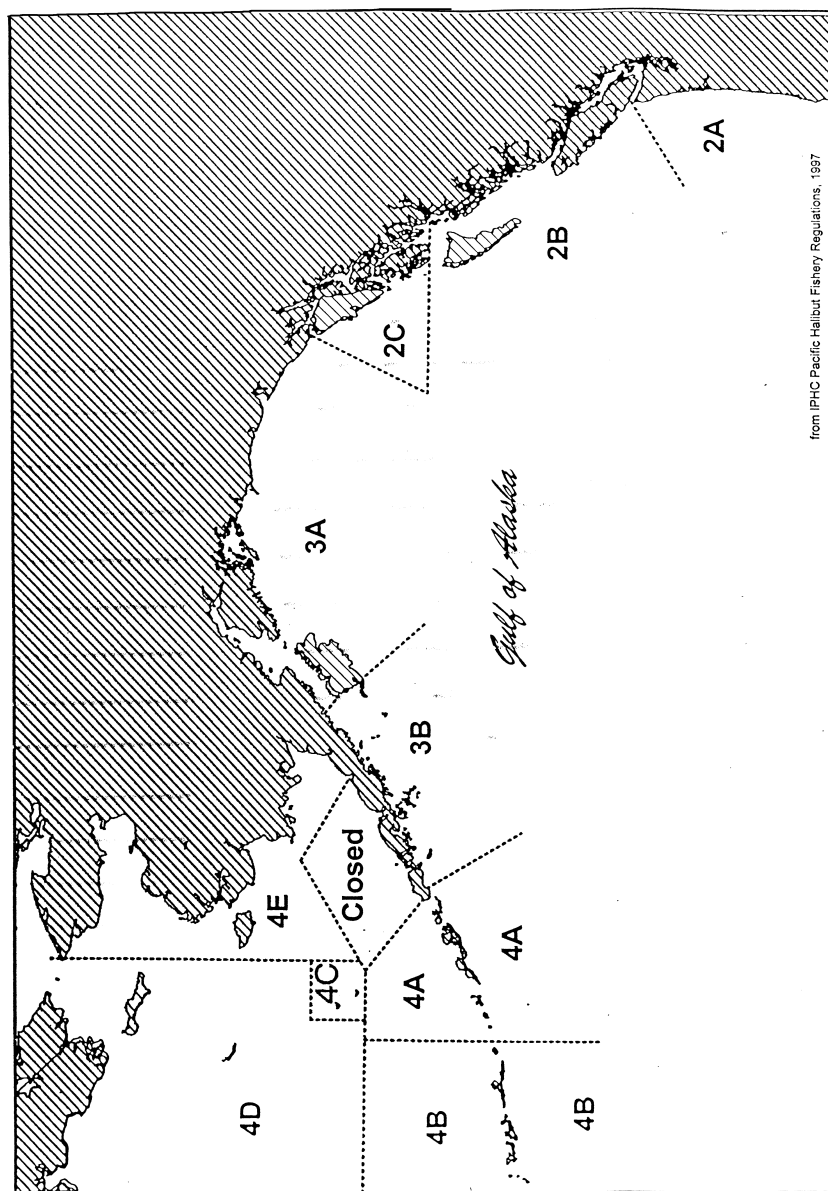 4D
4B
4B
4C
4A
4A
4E
Closed
3B
3A
Gulf of Alaska
2C
2B
2A
from IPHC Pacific Halibut Fishery Regulations, 1997